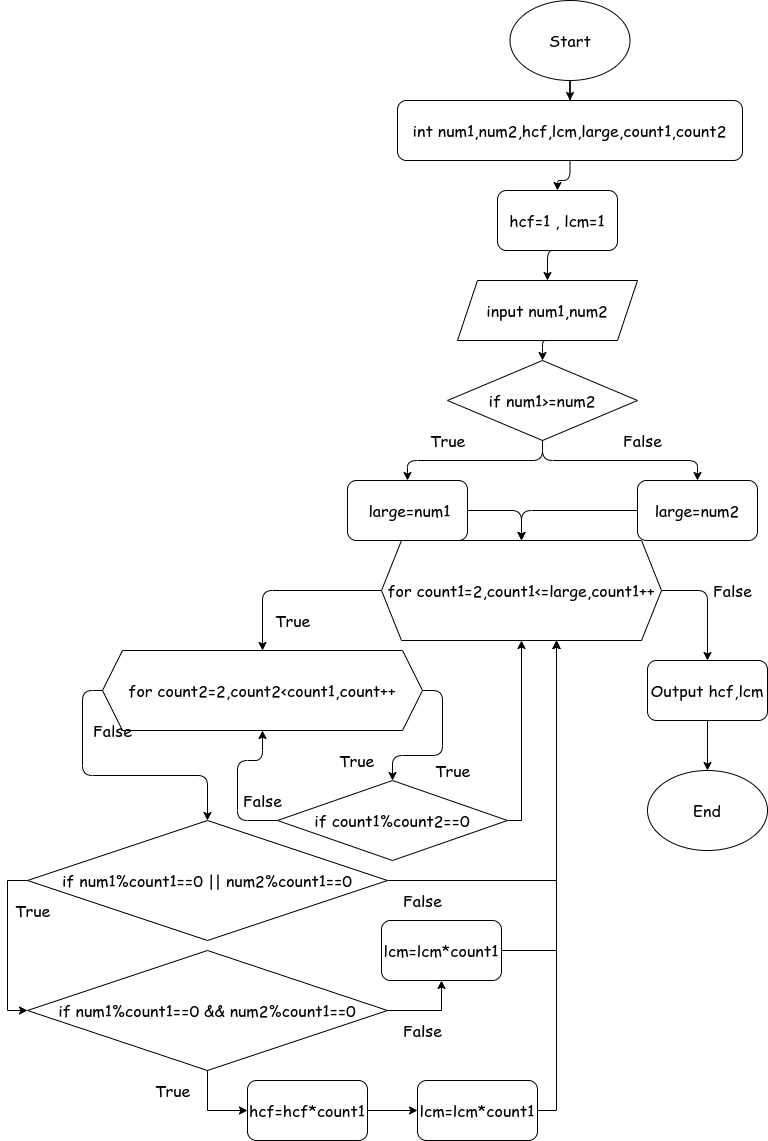 Start
int num1,num2,hcf,lcm,large,count1,count2
hcf=1 , lcm=1
input num1,num2
if num1>=num2
True
False
large=num1
large=num2
for count1=2,count1<=large,count1++
False
True
Output hcf,lcm
for count2=2,count2<count1,count++
False
True
True
False
if count1%count2==0
End
if num1%count1==0 || num2%count1==0
False
True
lcm=lcm*count1
if num1%count1==0 && num2%count1==0
False
True
hcf=hcf*count1
lcm=lcm*count1